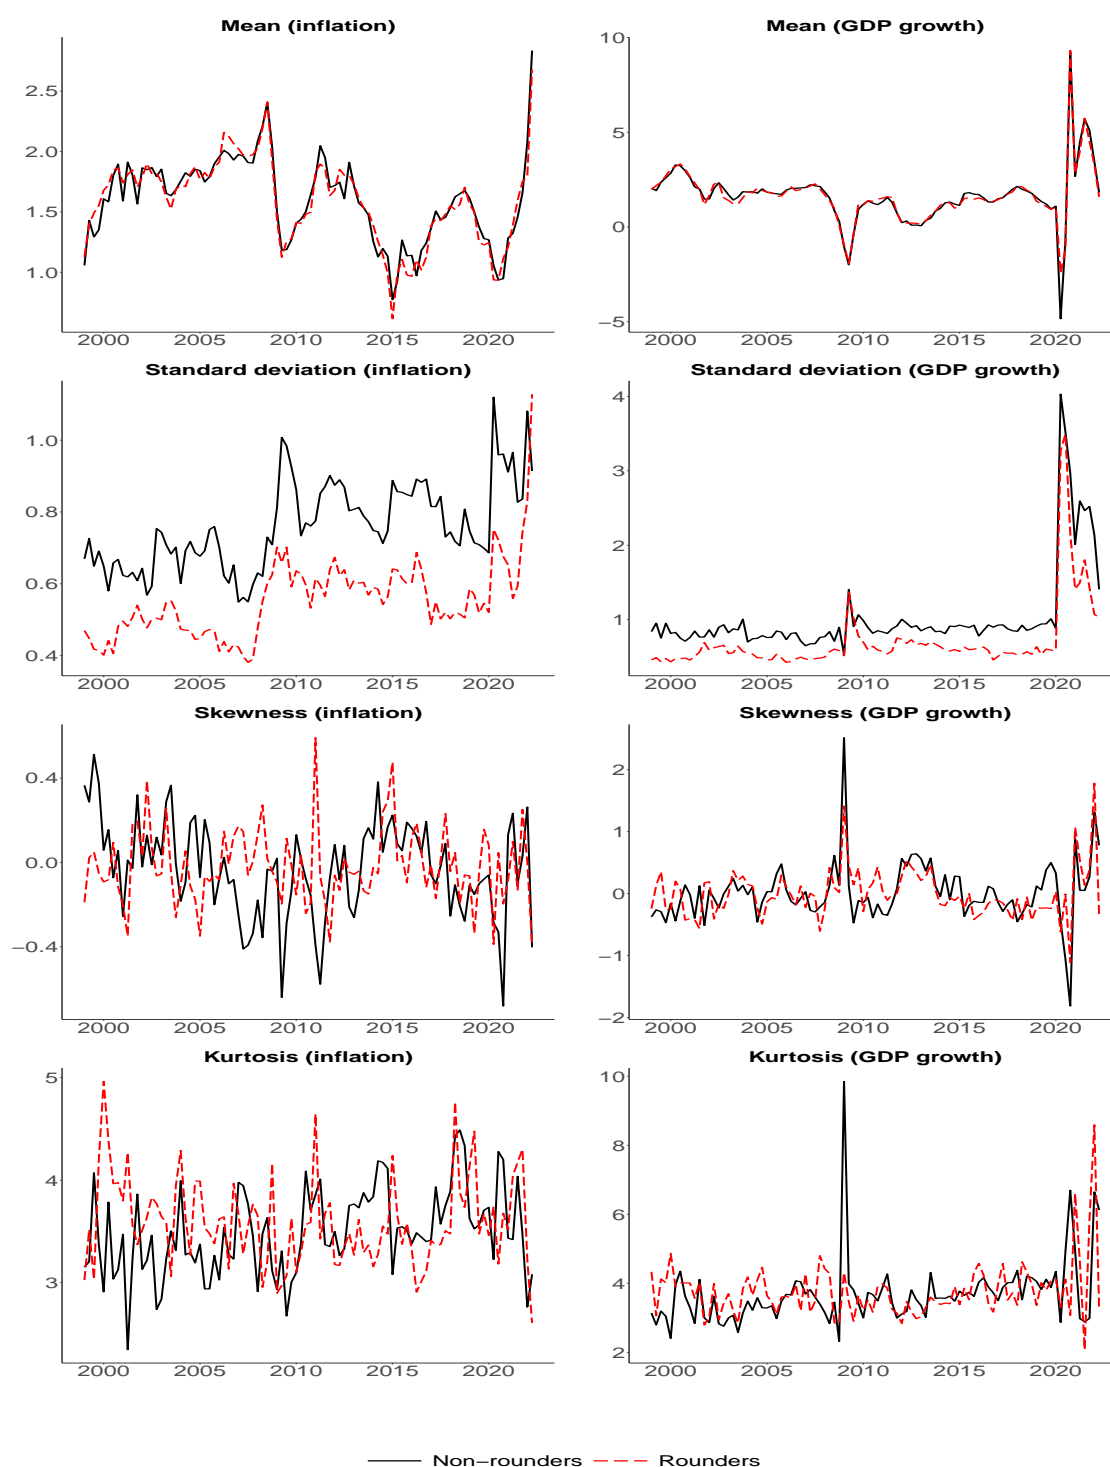 Mean (inflation)
2.5
2.0
1.5
1.0
2000 2005 2010 2015 2020
Mean (GDP growth)
10
5
0
−5
2000 2005 2010 2015 2020
Standard deviation (inflation)
1.0
0.8
0.6
0.4
2000 2005 2010 2015 2020
Standard deviation (GDP growth)
4
3
2
1
2000 2005 2010 2015 2020
Skewness (inflation)
0.4
0.0
−0.4
2000 2005 2010 2015 2020
Skewness (GDP growth)
2
1
0
−1
−2
2000 2005 2010 2015 2020
Kurtosis (inflation)
5
4
3
2000 2005 2010 2015 2020
Kurtosis (GDP growth)
10
8
6
4
2
2000 2005 2010 2015 2020
Non−rounders Rounders